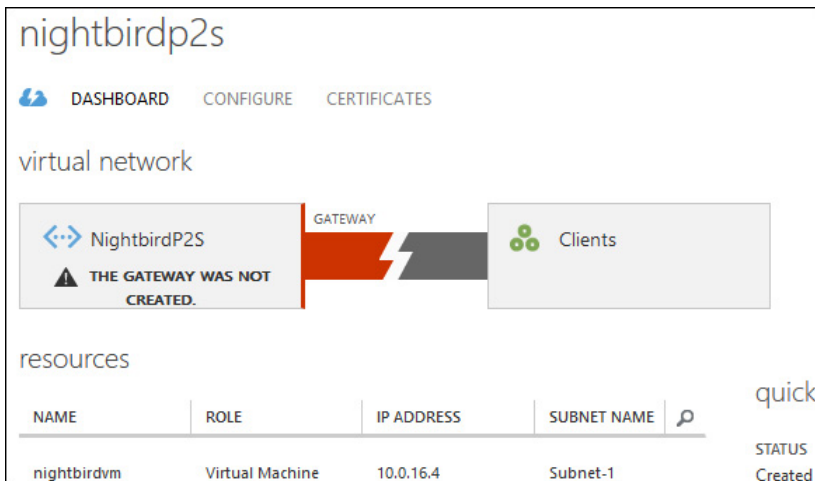 nightbirdp2s
DASHBOARD CONFIGURE CERTIFICATES
virtual network
GATEWAY
NightbirdP2S
Clients
THE GATEWAY WAS NOT
CREATED.
resources
quick
NAME ROLE IP ADDRESS SUBNET NAME
STATUS
nightbirdvm Virtual Machine 10.0.16.4 Subnet-1
Created